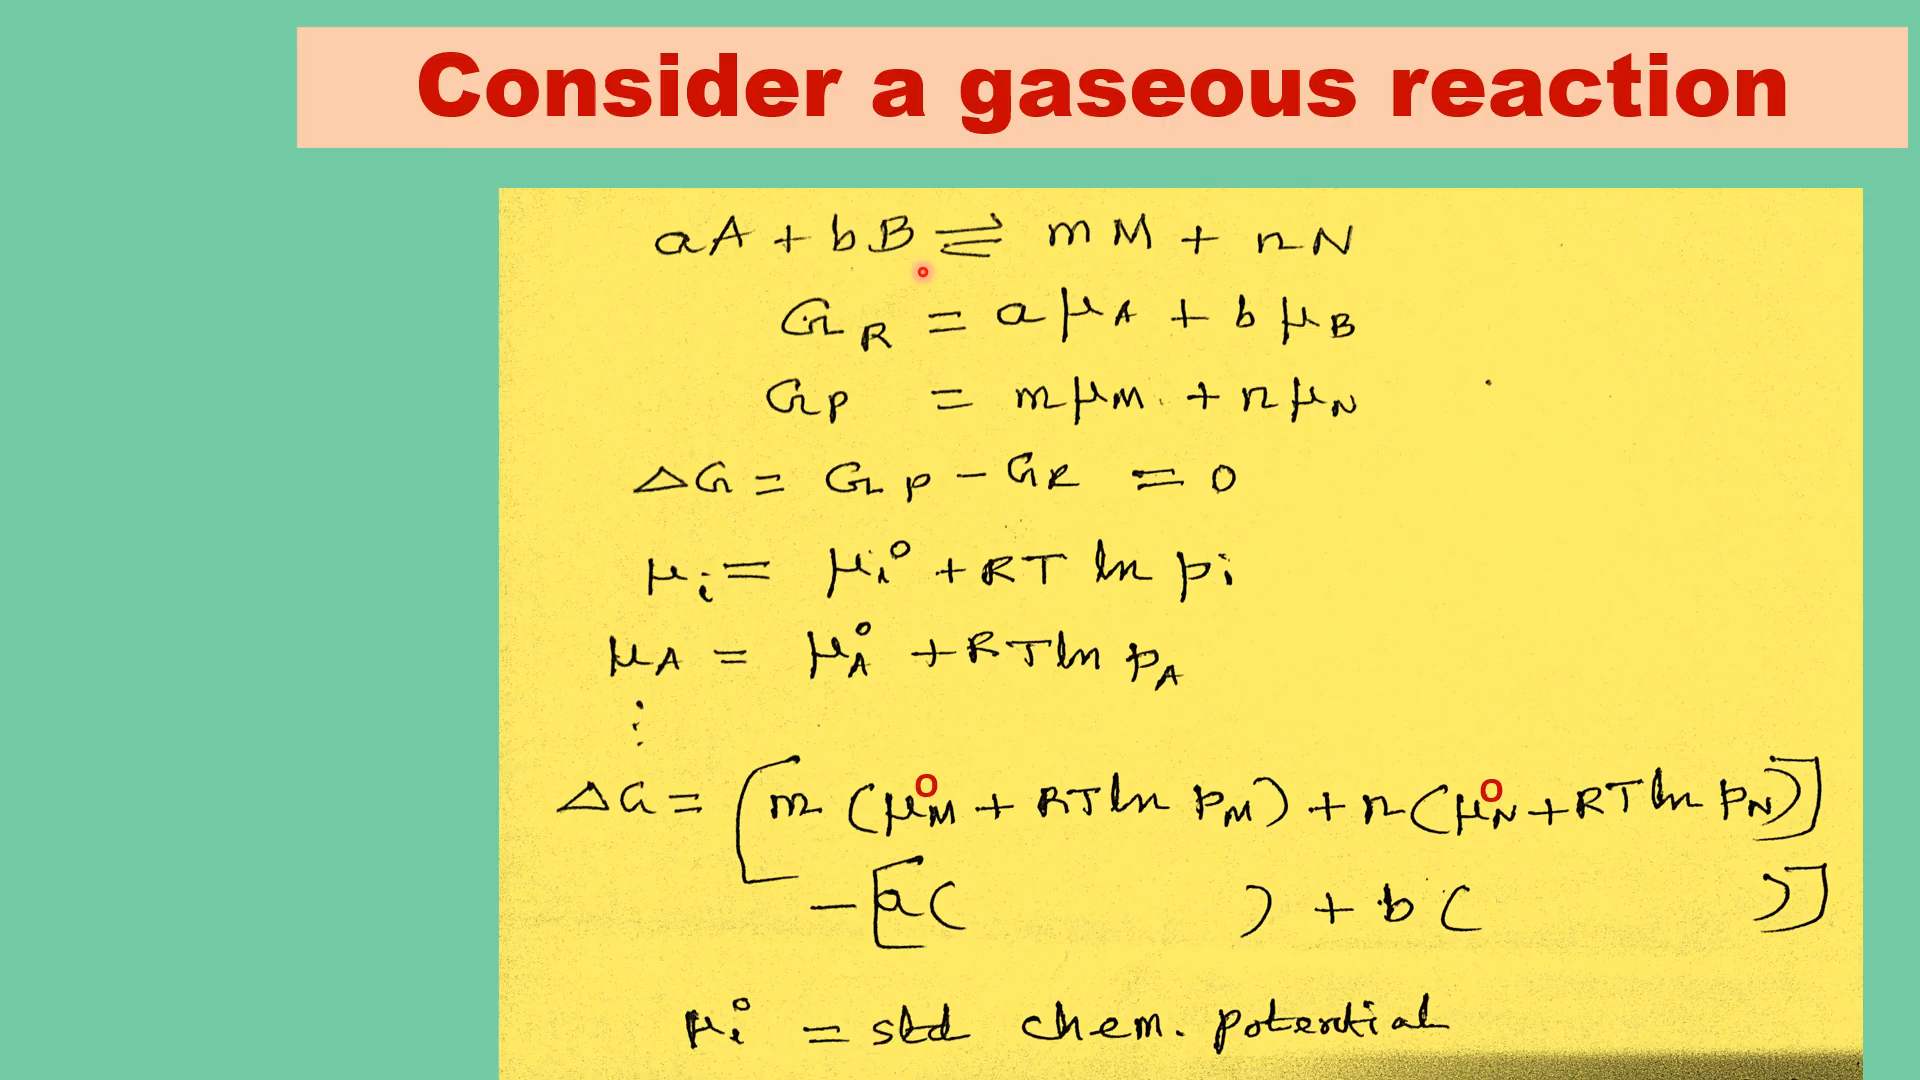 Consider a gaseous reaction
aA + bB ⇌ mM + nN
G_R = aμ_A + bμ_B
G_P = mμ_M + nμ_N
ΔG = G_P − G_R = 0
μ_i = μ_i° + RT ln p_i
μ_A = μ_A° + RT ln p_A
⋮
ΔG = [m (μ°_M + RT ln p_M) + n(μ°_N + RT ln p_N)]
− [a ( ) + b ( )]
μ_i° = std chem. potential